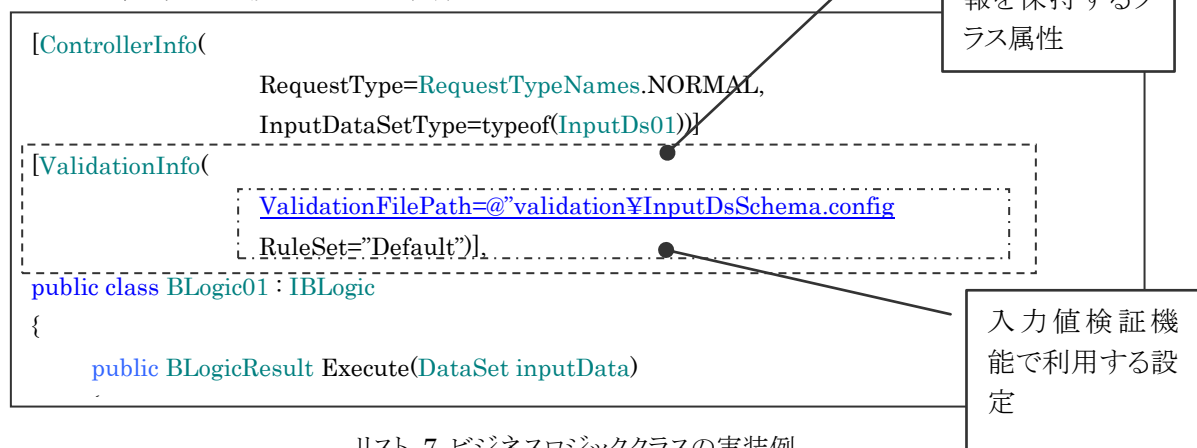 報を保持するク
ラス属性
[ControllerInfo(
RequestType=RequestTypeNames.NORMAL,
InputDataSetType=typeof(InputDs01))]
[ValidationInfo(
ValidationFilePath=@”validation¥InputDsSchema.config
RuleSet=”Default”)],
public class BLogic01 : IBLogic
{
public BLogicResult Execute(DataSet inputData)
入力値検証機
能で利用する設
定
リスト 7 ビジネスロジッククラスの実装例